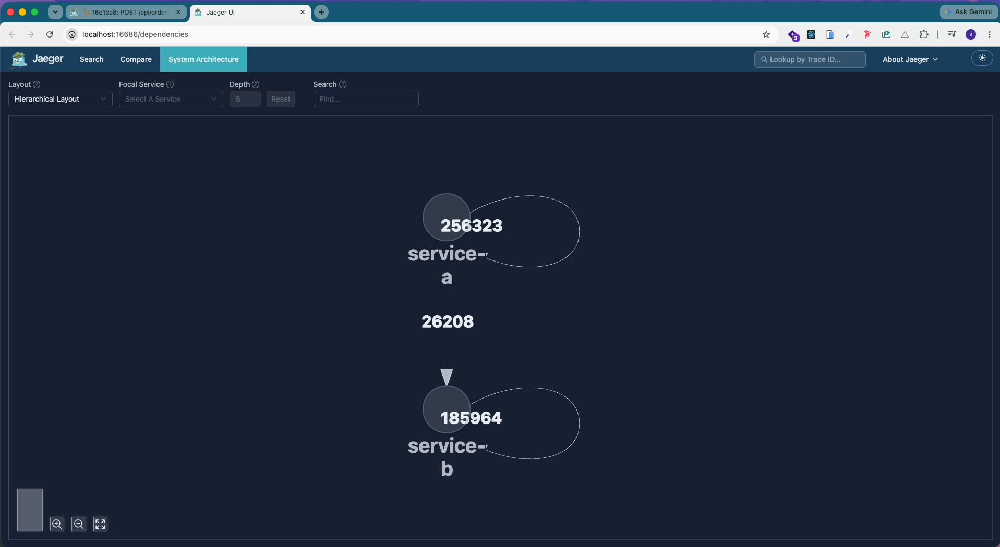 16e1ba8: POST /api/orders
Jaeger UI
Ask Gemini
localhost:16686/dependencies
3
S
Jaeger
Search
Compare
System Architecture
Lookup by Trace ID...
About Jaeger
Layout
Focal Service
Depth
Search
Hierarchical Layout
Select A Service
5
Reset
Find...
256323
service-
a
26208
185964
service-
b